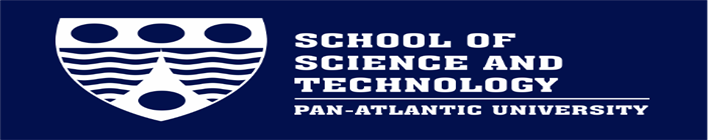 SCHOOL OF
SCIENCE AND
TECHNOLOGY
PAN-ATLANTIC UNIVERSITY